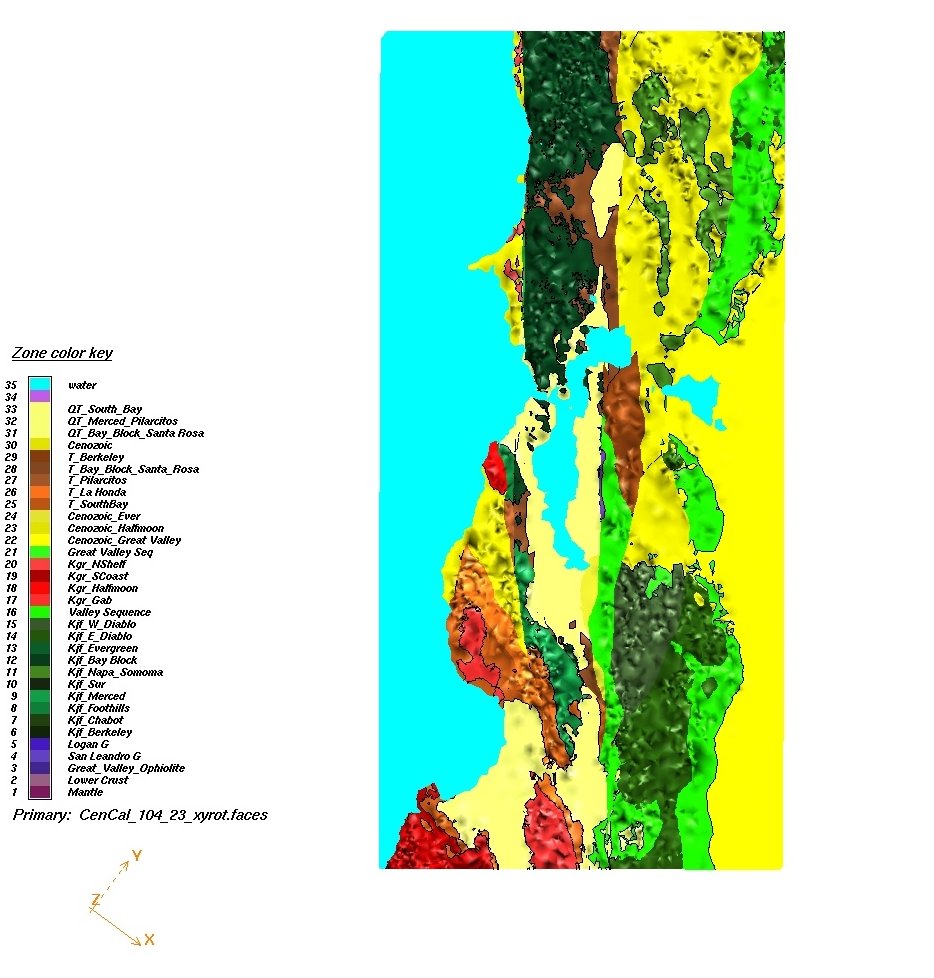 Zone color key
35 water
34
33 QT_South_Bay
32 QT_Merced_Pilarcitos
31 QT_Bay_Block_Santa Rosa
30 Cenozoic
29 T_Berkeley
28 T_Bay_Block_Santa_Rosa
27 T_Pilarcitos
26 T_La Honda
25 T_SouthBay
24 Cenozoic_Ever
23 Cenozoic_Halfmoon
22 Cenozoic_Great Valley
21 Great Valley Seq
20 Kgr_NShelf
19 Kgr_SCoast
18 Kgr_Halfmoon
17 Kgr_Gab
16 Valley Sequence
15 Kjf_W_Diablo
14 Kjf_E_Diablo
13 Kjf_Evergreen
12 Kjf_Bay Block
11 Kjf_Napa_Somoma
10 Kjf_Sur
9 Kjf_Merced
8 Kjf_Foothills
7 Kjf_Chabot
6 Kjf_Berkeley
5 Logan G
4 San Leandro G
3 Great_Valley_Ophiolite
2 Lower Crust
1 Mantle
Primary: CenCal_104_23_xyrot.faces
Y
Z
X